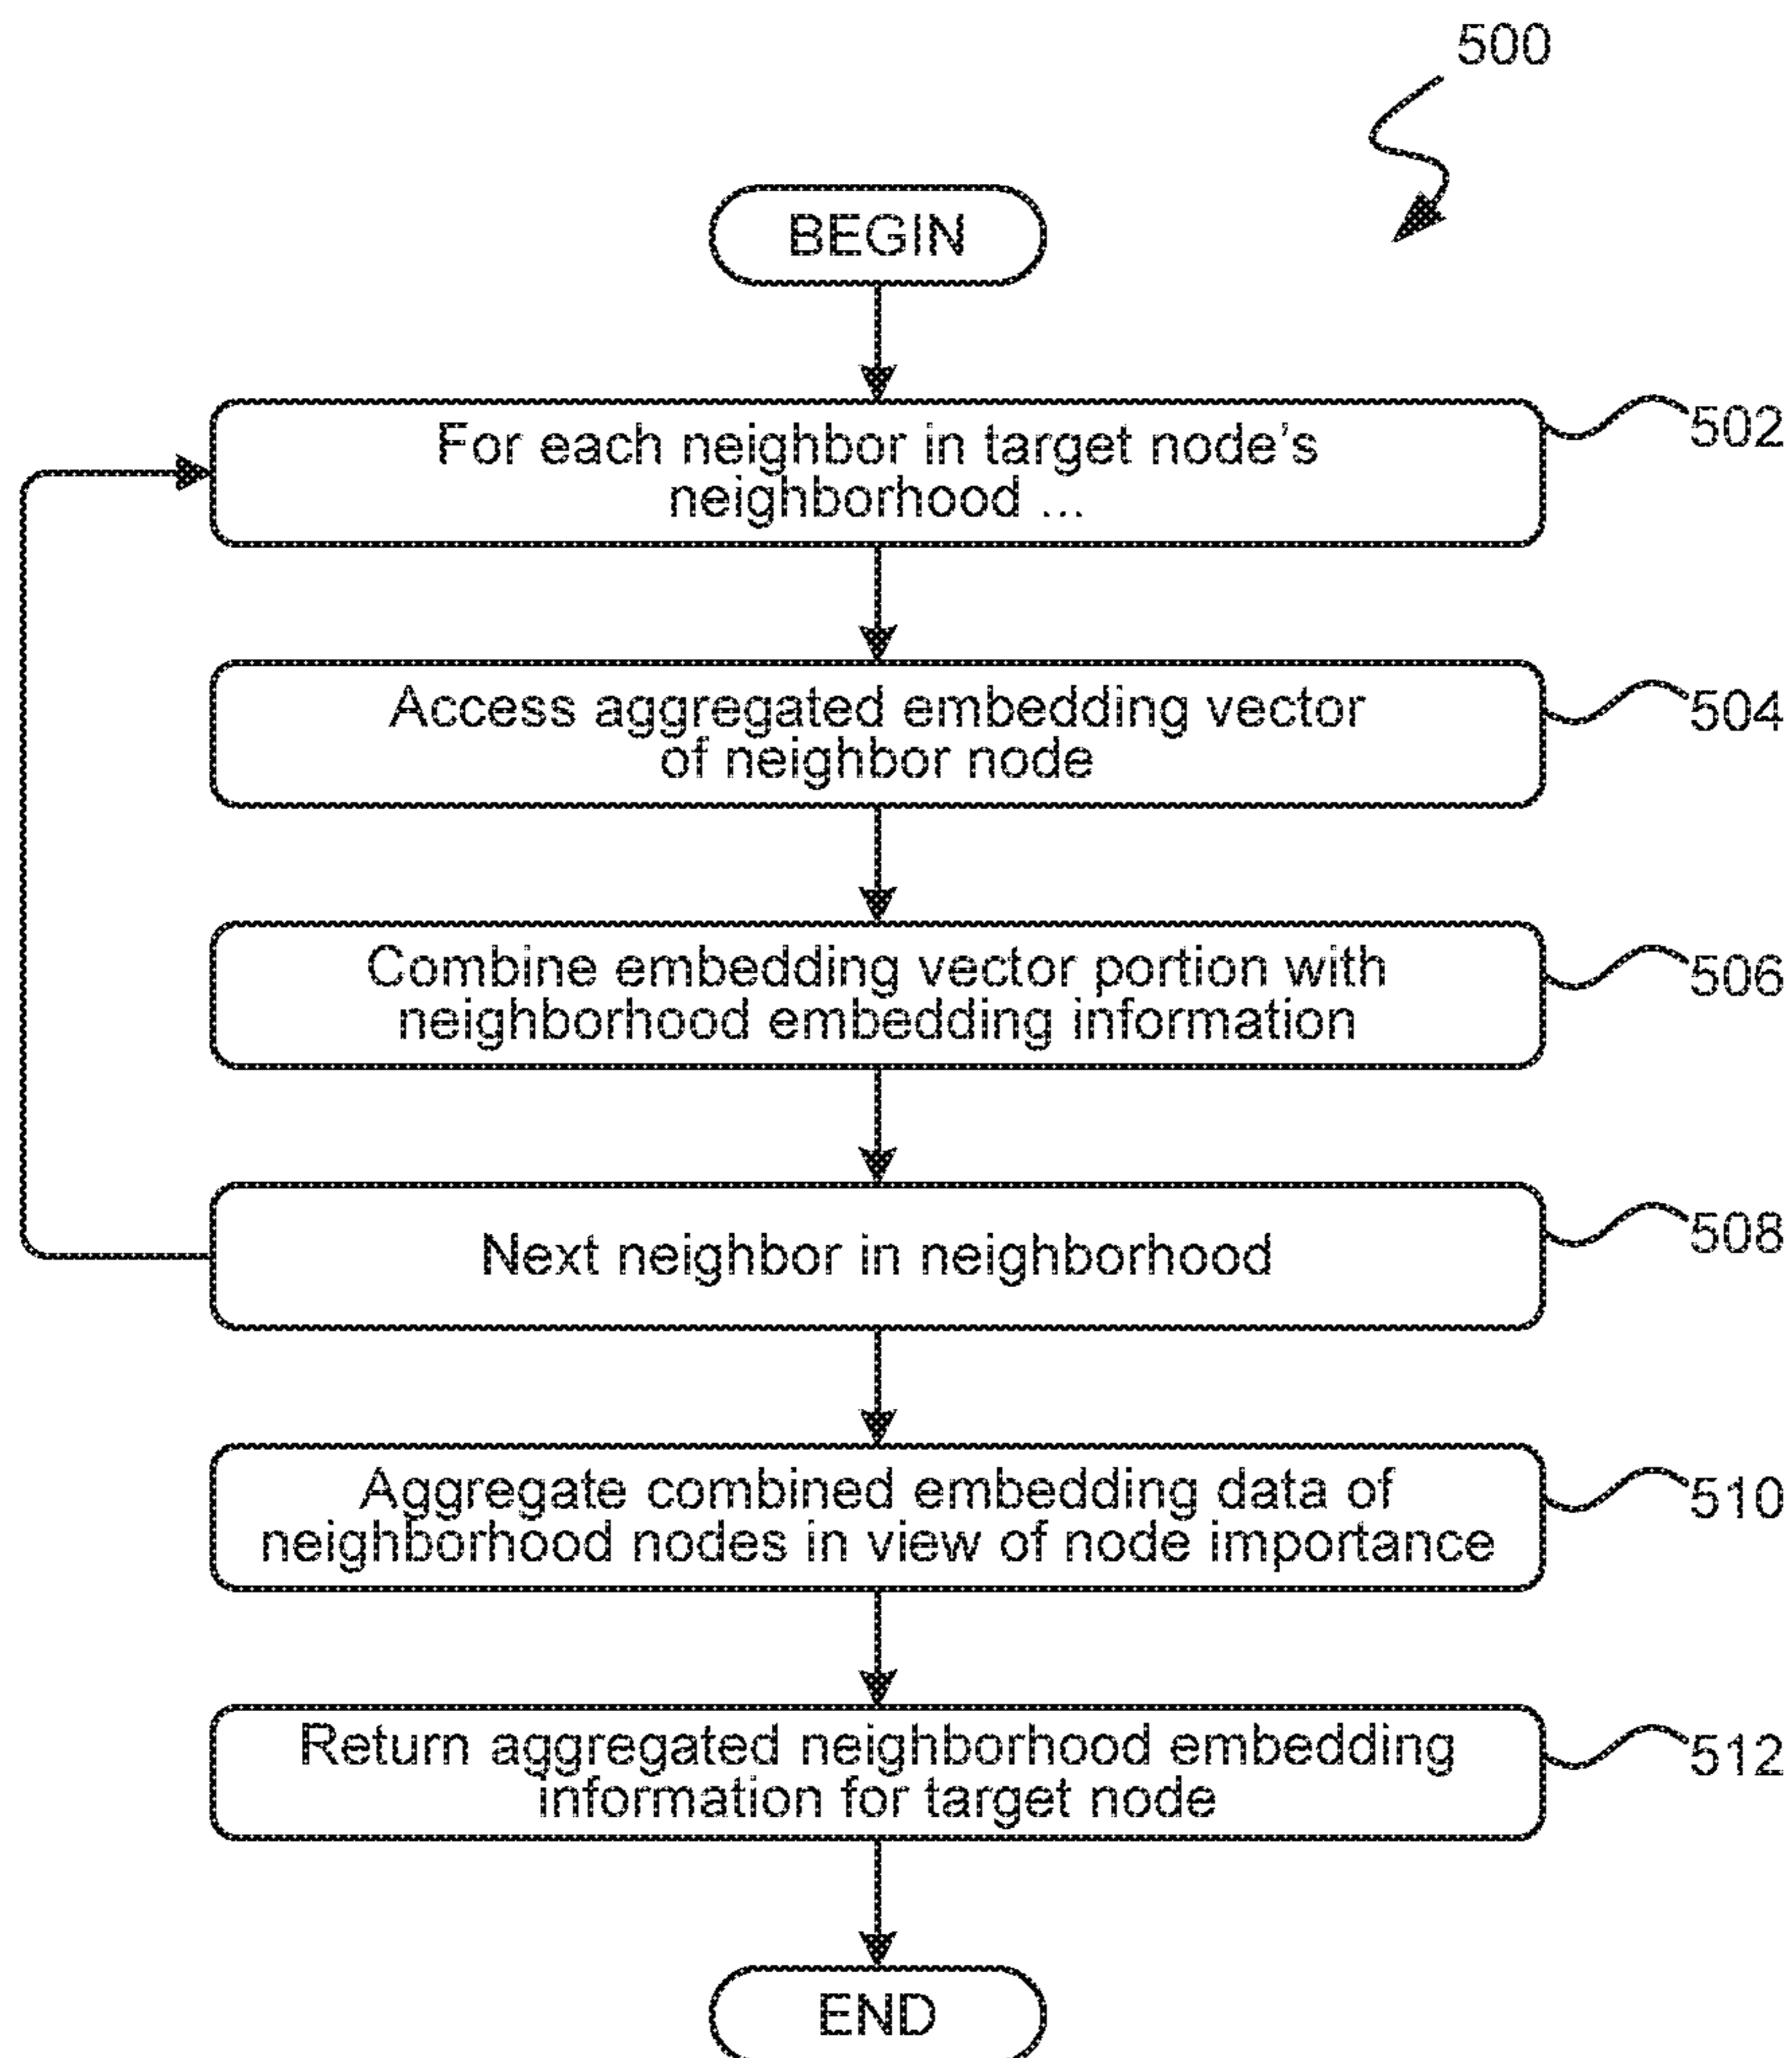 500
BEGIN
For each neighbor in target node's
neighborhood ...
502
Access aggregated embedding vector
of neighbor node
504
Combine embedding vector portion with
neighborhood embedding information
506
Next neighbor in neighborhood
508
Aggregate combined embedding data of
neighborhood nodes in view of node importance
510
Return aggregated neighborhood embedding
information for target node
512
END